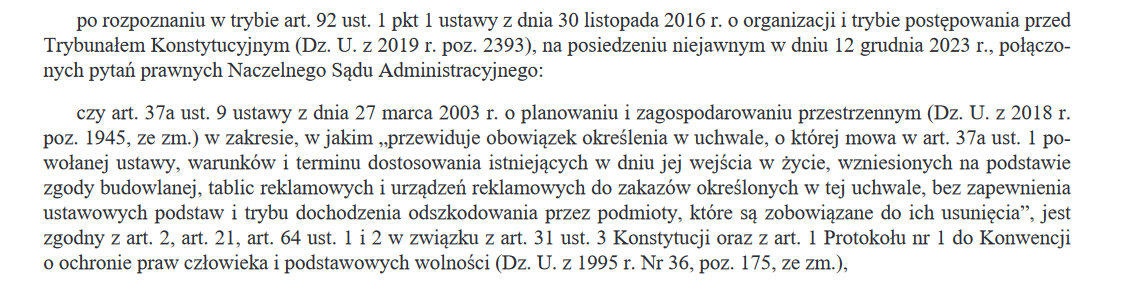 po rozpoznaniu w trybie art. 92 ust. 1 pkt 1 ustawy z dnia 30 listopada 2016 r. o organizacji i trybie postępowania przed
Trybunałem Konstytucyjnym (Dz. U. z 2019 r. poz. 2393), na posiedzeniu niejawnym w dniu 12 grudnia 2023 r., połączo-
nych pytań prawnych Naczelnego Sądu Administracyjnego:
czy art. 37a ust. 9 ustawy z dnia 27 marca 2003 r. o planowaniu i zagospodarowaniu przestrzennym (Dz. U. z 2018 r.
poz. 1945, ze zm.) w zakresie, w jakim „przewiduje obowiązek określenia w uchwale, o której mowa w art. 37a ust. 1 po-
wołanej ustawy, warunków i terminu dostosowania istniejących w dniu jej wejścia w życie, wzniesionych na podstawie
zgody budowlanej, tablic reklamowych i urządzeń reklamowych do zakazów określonych w tej uchwale, bez zapewnienia
ustawowych podstaw i trybu dochodzenia odszkodowania przez podmioty, które są zobowiązane do ich usunięcia”, jest
zgodny z art. 2, art. 21, art. 64 ust. 1 i 2 w związku z art. 31 ust. 3 Konstytucji oraz z art. 1 Protokołu nr 1 do Konwencji
o ochronie praw człowieka i podstawowych wolności (Dz. U. z 1995 r. Nr 36, poz. 175, ze zm.),